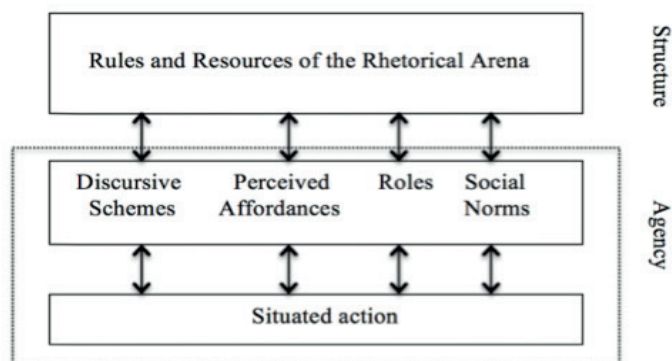 Rules and Resources of the Rhetorical Arena
Structure
Discursive Schemes
Perceived Affordances
Roles
Social Norms
Agency
Situated action